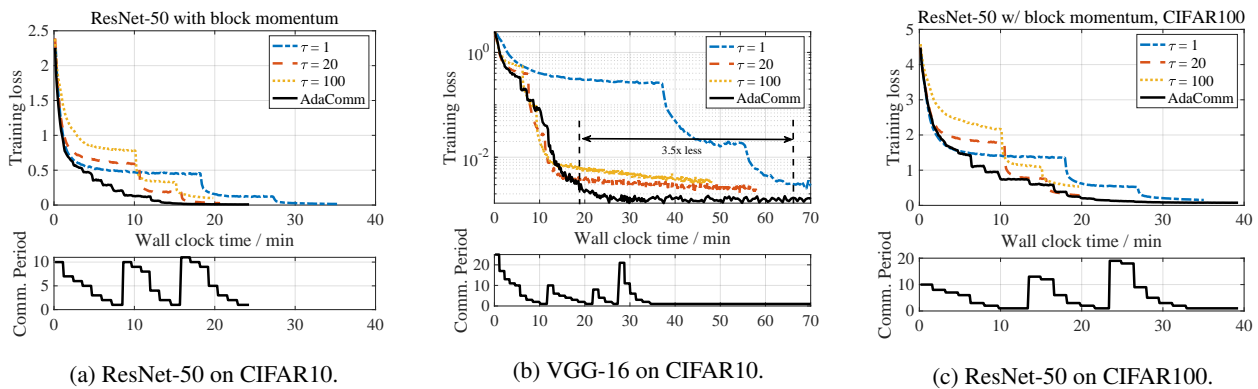 ResNet-50 with block momentum
2.5
2
1.5
1
0.5
0
Training loss
τ = 1
τ = 20
τ = 100
AdaComm
0 10 20 30 40
Wall clock time / min
10
5
0
Comm. Period
0 10 20 30 40
(a) ResNet-50 on CIFAR10.
10^0
10^-2
Training loss
τ = 1
τ = 20
τ = 100
AdaComm
3.5x less
0 10 20 30 40 50 60 70
Wall clock time / min
20
10
0
Comm. Period
0 10 20 30 40 50 60 70
(b) VGG-16 on CIFAR10.
ResNet-50 w/ block momentum, CIFAR100
5
4
3
2
1
0
Training loss
τ = 1
τ = 20
τ = 100
AdaComm
0 10 20 30 40
Wall clock time / min
20
10
0
Comm. Period
0 10 20 30 40
(c) ResNet-50 on CIFAR100.